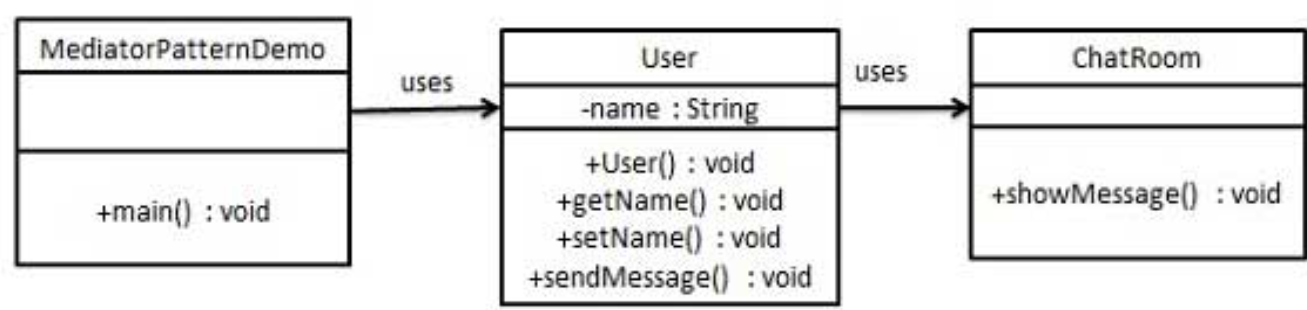 MediatorPatternDemo
+main() : void
uses
User
-name : String
+User() : void
+getName() : void
+setName() : void
+sendMessage() : void
uses
ChatRoom
+showMessage() : void